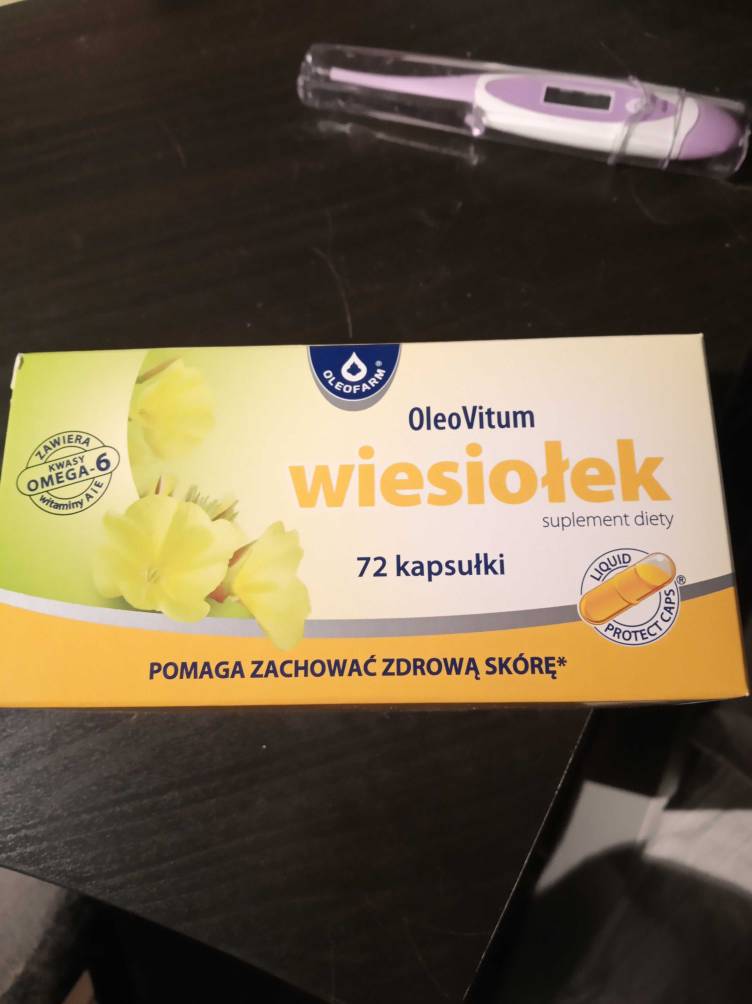 OLEOFARM®
OleoVitum
wiesiołek
suplement diety
72 kapsułki
ZAWIERA
KWASY
OMEGA-6
witaminy A i E
LIQUID
PROTECT CAPS®
POMAGA ZACHOWAĆ ZDROWĄ SKÓRĘ*